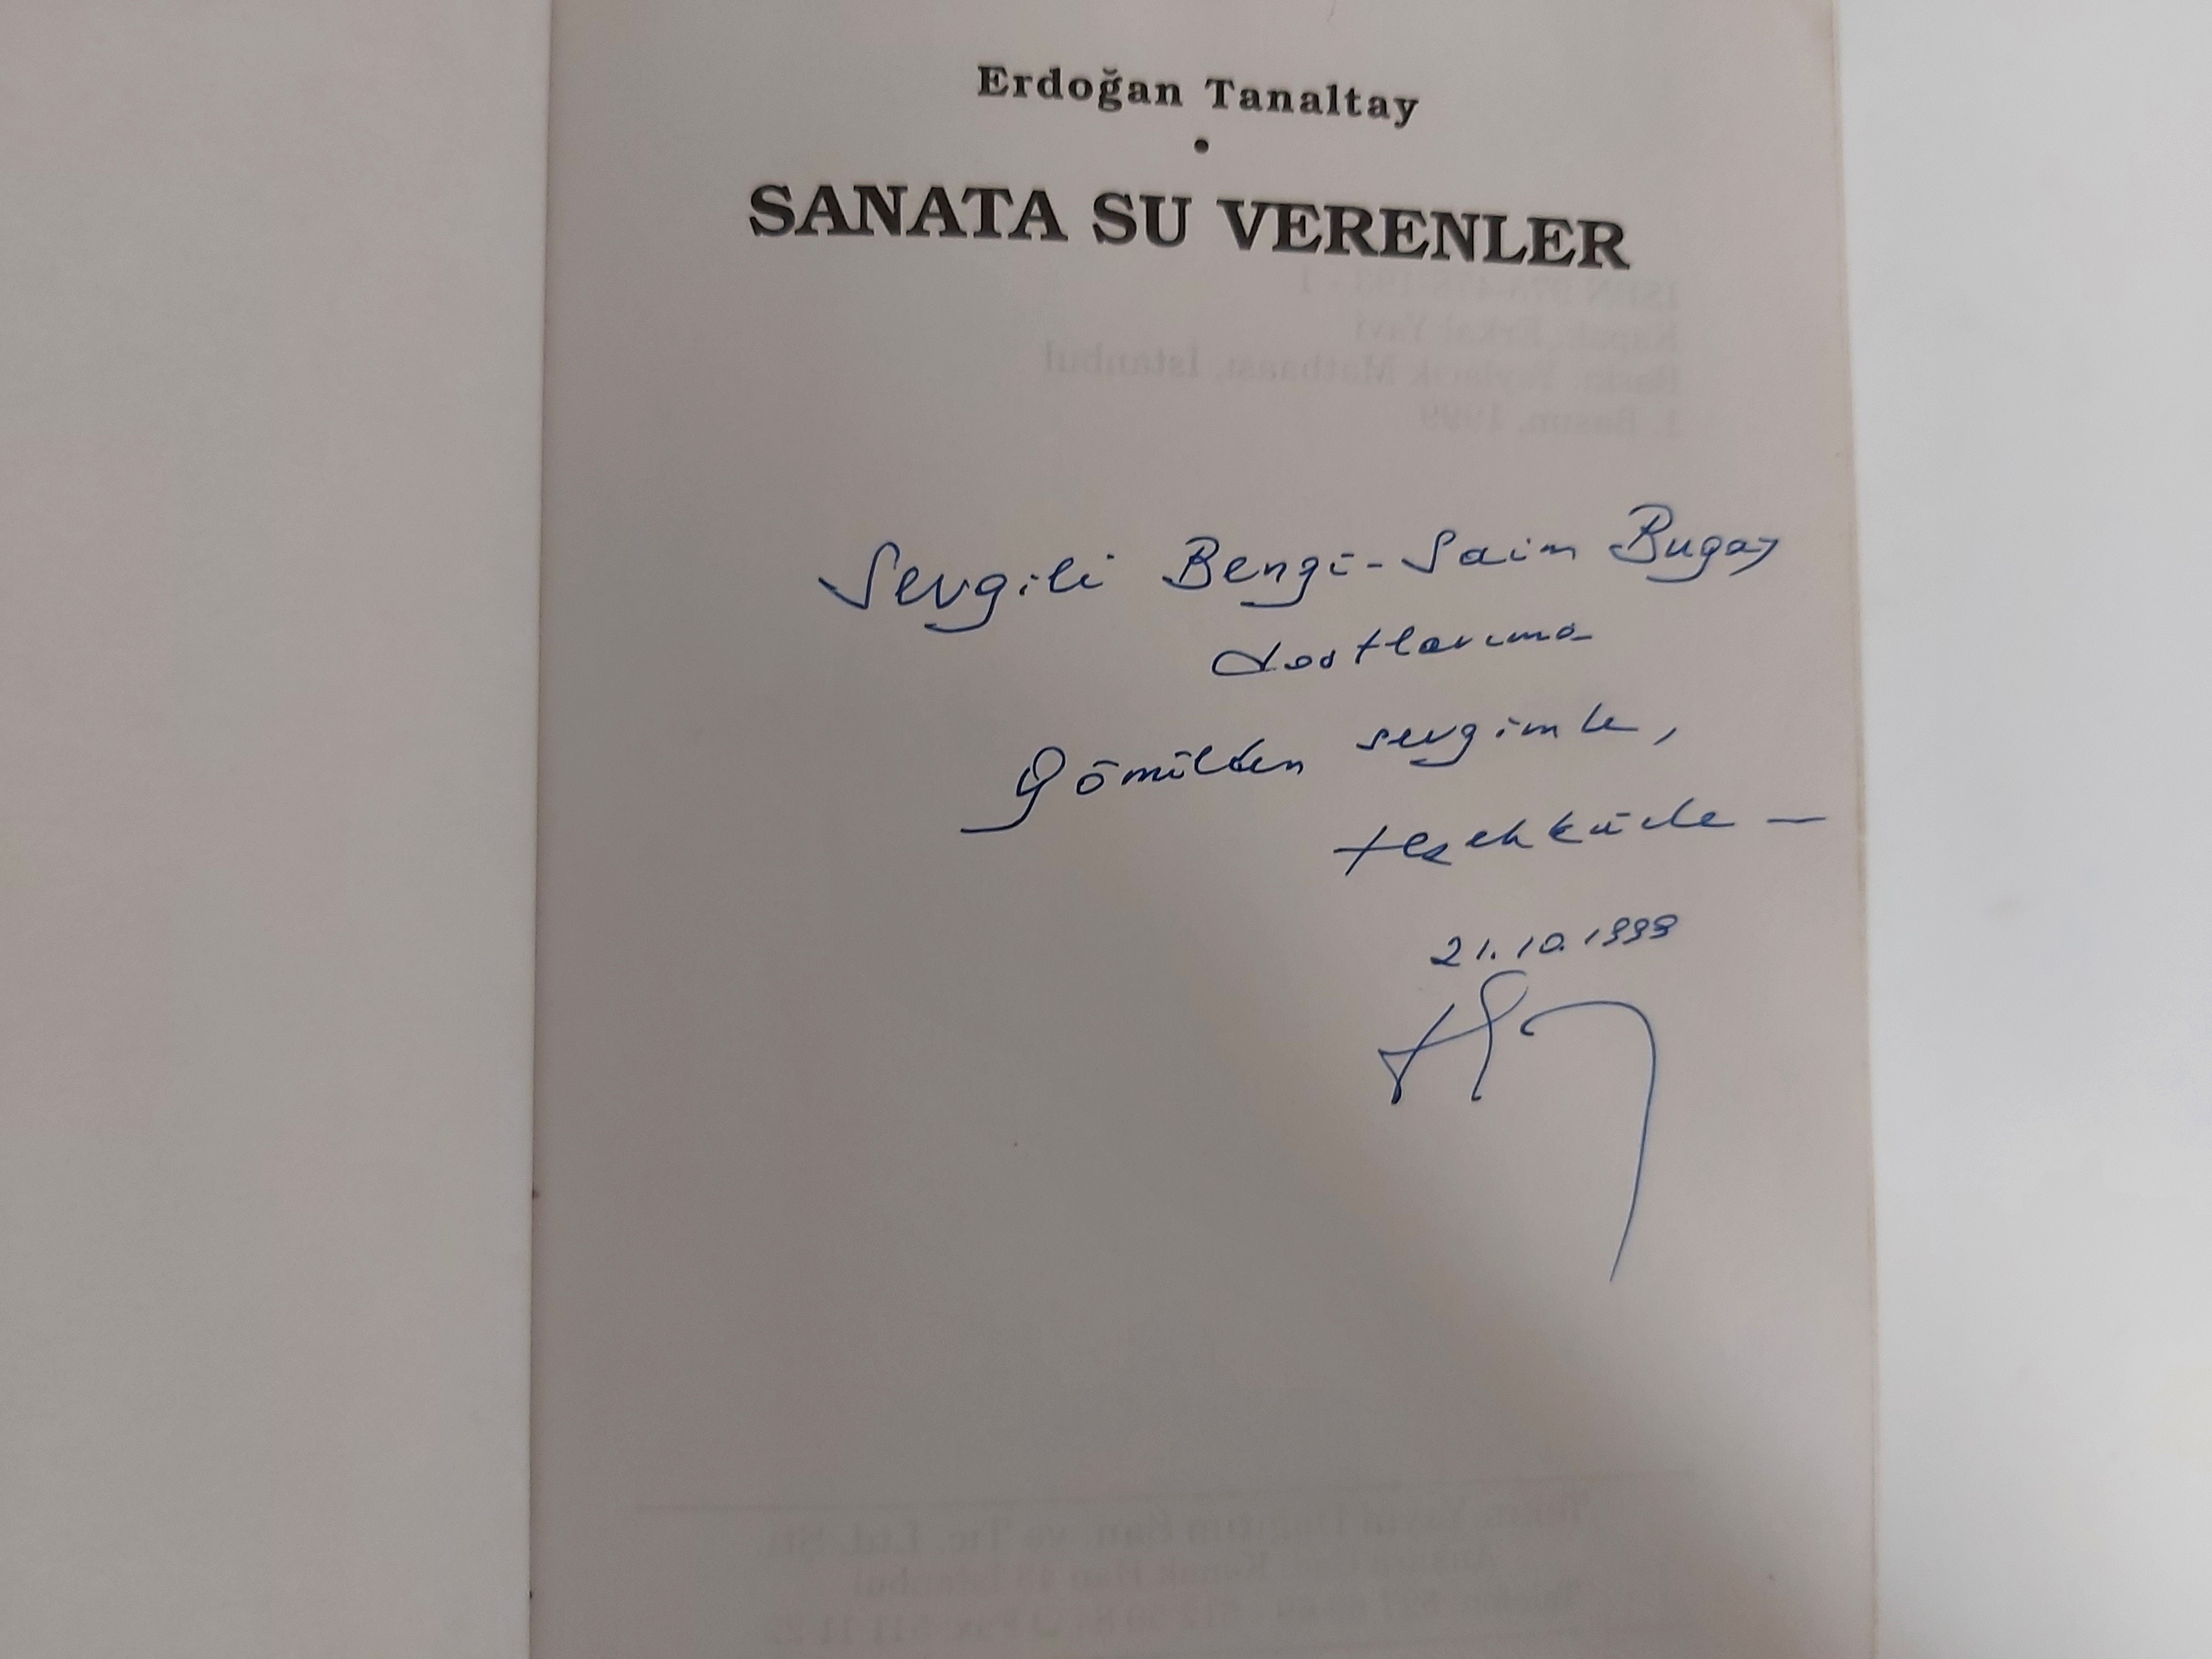 Erdoğan Tanaltay
•
SANATA SU VERENLER
Sevgili Bengi-Saim Bugay
dostlarıma
gönülden sevgimle,
teşekkürle —
21.10.1999